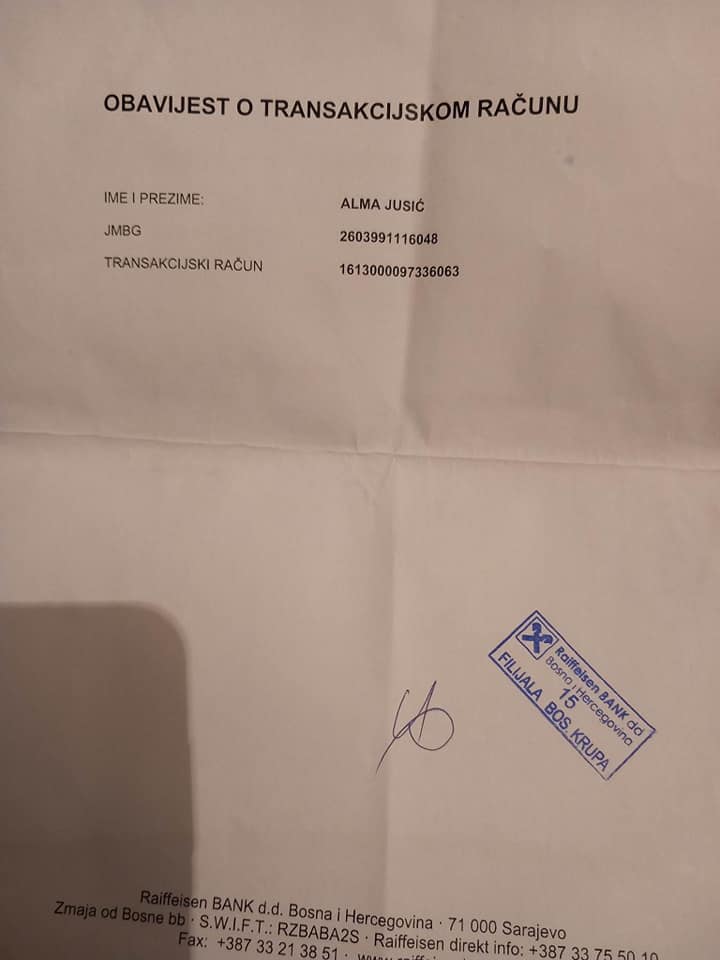 OBAVIJEST O TRANSAKCIJSKOM RAČUNU
IME I PREZIME: ALMA JUSIĆ
JMBG 2603991116048
TRANSAKCIJSKI RAČUN 1613000097336063
Raiffeisen BANK dd
Bosna i Hercegovina
15
FILIJALA BOS. KRUPA
Raiffeisen BANK d.d. Bosna i Hercegovina · 71 000 Sarajevo
Zmaja od Bosne bb · S.W.I.F.T.: RZBABA2S · Raiffeisen direkt info: +387 33 75 50 10
Fax: +387 33 21 38 51 ·